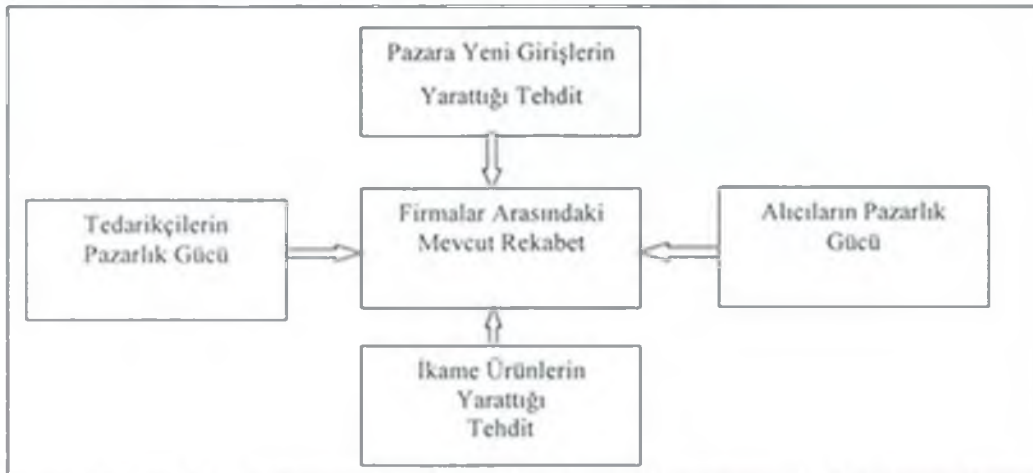 Pazara Yeni Girişlerin
Yarattığı Tehdit
Tedarikçilerin
Pazarlık Gücü
Firmalar Arasındaki
Mevcut Rekabet
Alıcıların Pazarlık
Gücü
İkame Ürünlerin
Yarattığı
Tehdit